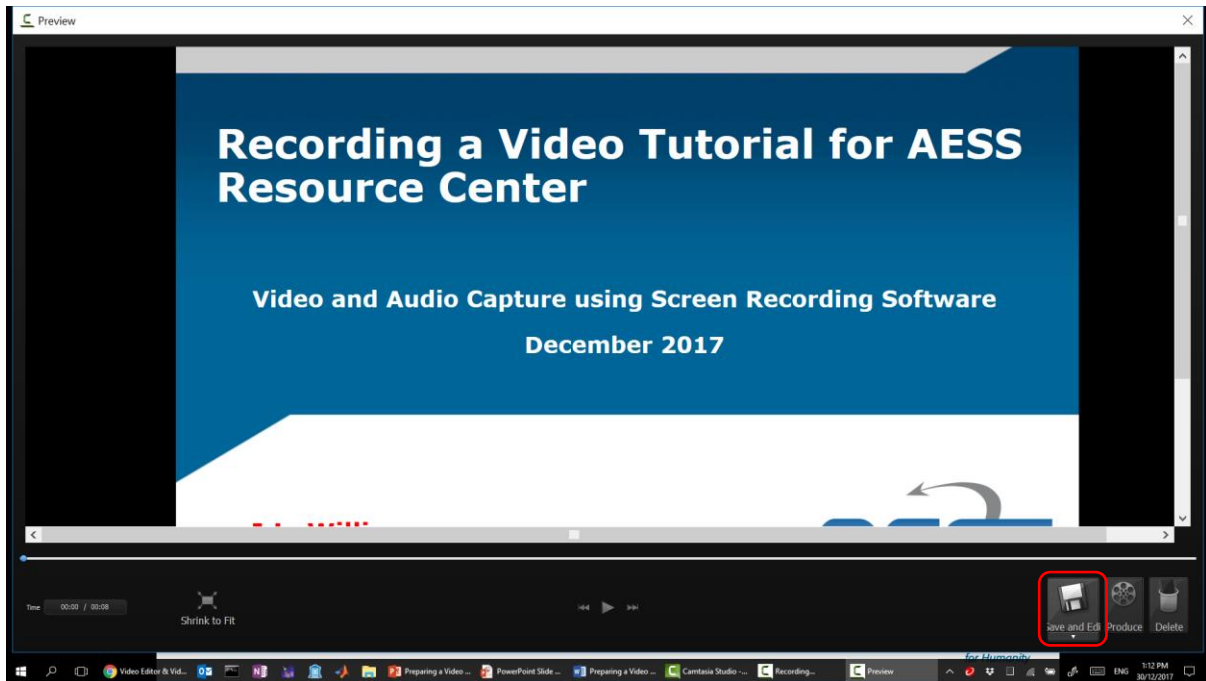 Preview
Recording a Video Tutorial for AESS
Resource Center
Video and Audio Capture using Screen Recording Software
December 2017
Time 00:00 / 00:08
Shrink to Fit
Save and Edi
Produce
Delete
for Humanity
Video Editor & Vid...
Preparing a Video ...
PowerPoint Slide ...
Preparing a Video ...
Camtasia Studio -...
Recording...
Preview
ENG
1:12 PM
30/12/2017